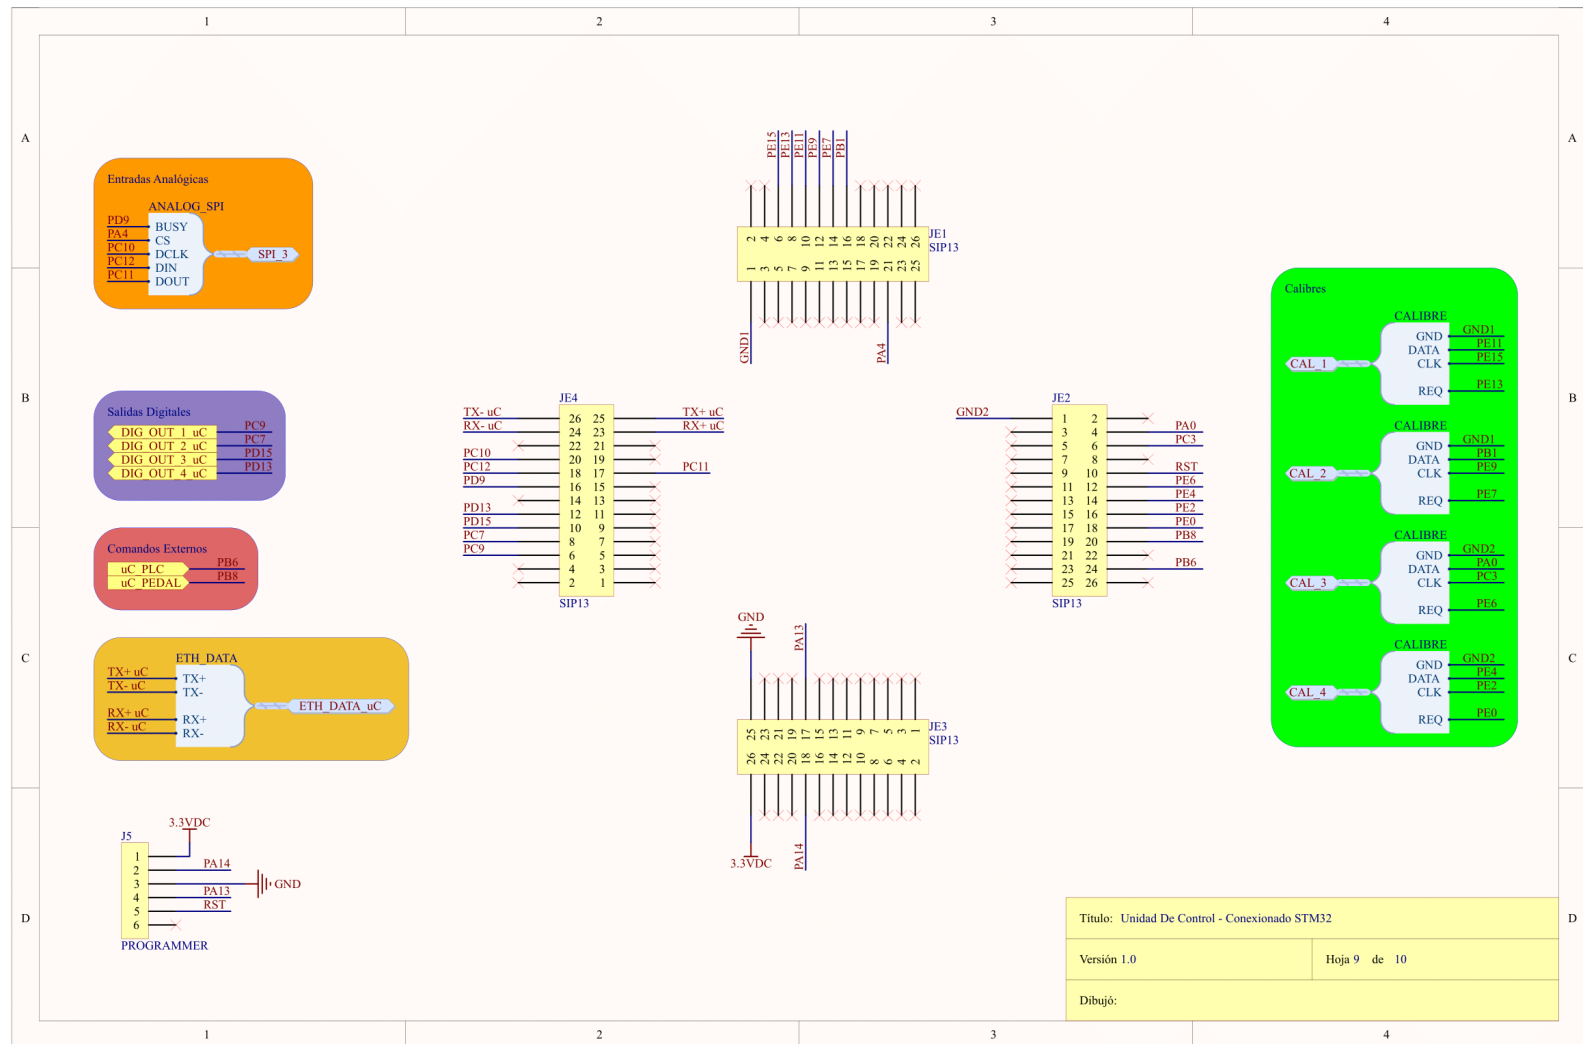 1 2 3 4
A A
B B
C C
D D
1 2 3 4
Entradas Analógicas
ANALOG_SPI
PD9 BUSY
PA4 CS
PC10 DCLK
PC12 DIN
PC11 DOUT
SPI_3
Salidas Digitales
DIG_OUT_1_uC PC9
DIG_OUT_2_uC PC7
DIG_OUT_3_uC PD15
DIG_OUT_4_uC PD13
Comandos Externos
uC_PLC PB6
uC_PEDAL PB8
ETH_DATA
TX+ uC TX+
TX- uC TX-
RX+ uC RX+
RX- uC RX-
ETH_DATA_uC
3.3VDC
J5
1
2 PA14
3 GND
4 PA13
5 RST
6
PROGRAMMER
PE15 PE13 PE11 PE9 PE7 PB1
2 4 6 8 10 12 14 16 18 20 22 24 26
1 3 5 7 9 11 13 15 17 19 21 23 25
JE1
SIP13
GND1 PA4
JE4
TX- uC 26 25 TX+ uC
RX- uC 24 23 RX+ uC
22 21
PC10 20 19
PC12 18 17 PC11
PD9 16 15
14 13
PD13 12 11
PD15 10 9
PC7 8 7
PC9 6 5
4 3
2 1
SIP13
JE2
GND2 1 2
3 4 PA0
5 6 PC3
7 8
9 10 RST
11 12 PE6
13 14 PE4
15 16 PE2
17 18 PE0
19 20 PB8
21 22
23 24 PB6
25 26
SIP13
GND PA13
25 23 21 19 17 15 13 11 9 7 5 3 1
26 24 22 20 18 16 14 12 10 8 6 4 2
JE3
SIP13
3.3VDC PA14
Calibres
CALIBRE
GND GND1
DATA PE11
CLK PE15
REQ PE13
CAL_1
CALIBRE
GND GND1
DATA PB1
CLK PE9
REQ PE7
CAL_2
CALIBRE
GND GND2
DATA PA0
CLK PC3
REQ PE6
CAL_3
CALIBRE
GND GND2
DATA PE4
CLK PE2
REQ PE0
CAL_4
Título: Unidad De Control - Conexionado STM32
Versión 1.0 Hoja 9 de 10
Dibujó: